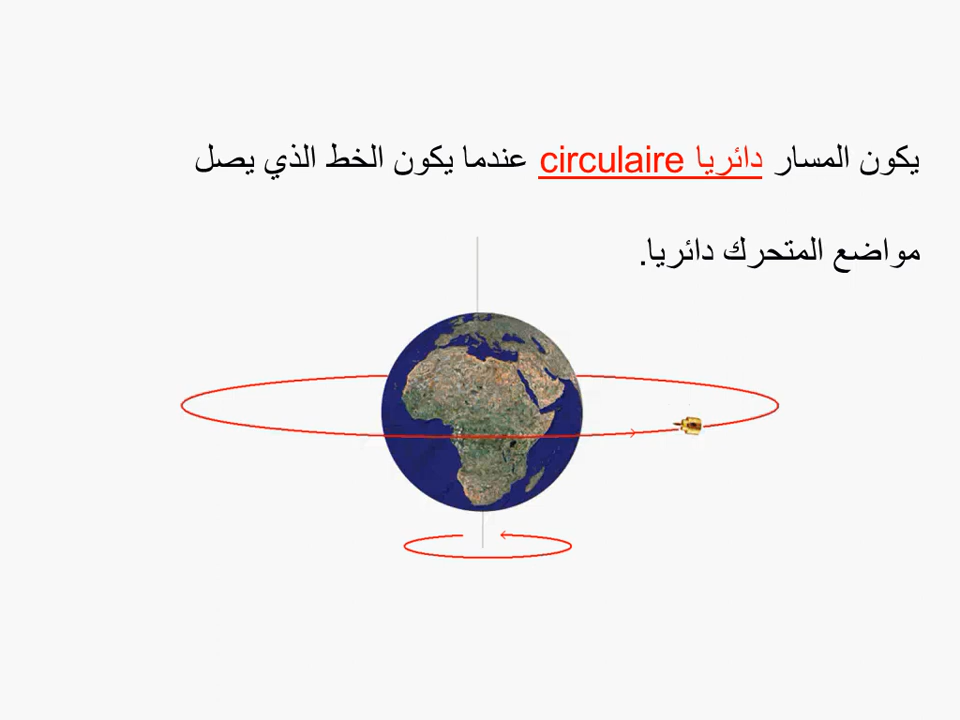 يكون المسار دائريا circulaire عندما يكون الخط الذي يصل
مواضع المتحرك دائريا.